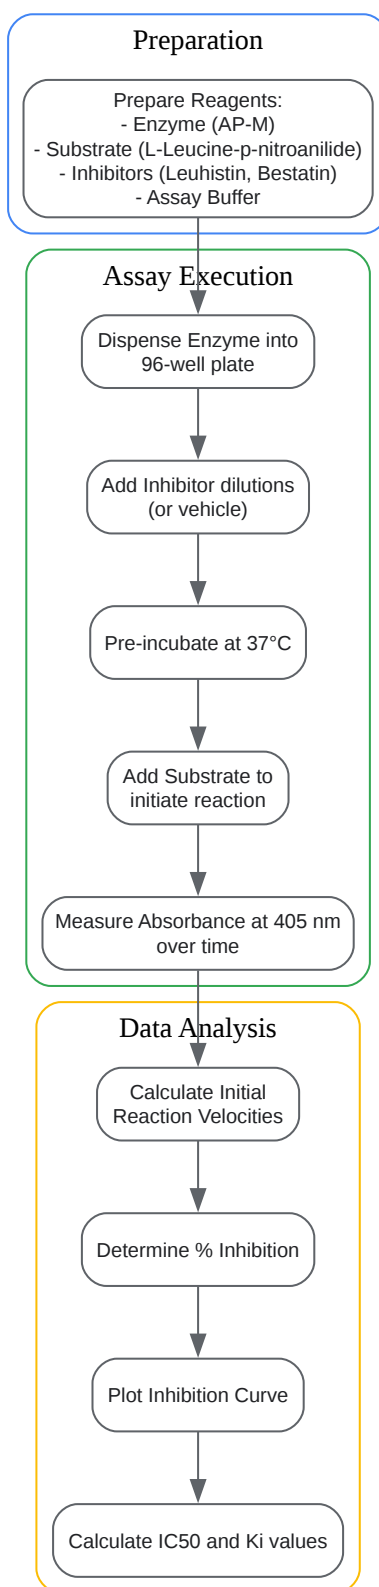 Preparation
Prepare Reagents:
- Enzyme (AP-M)
- Substrate (L-Leucine-p-nitroanilide)
- Inhibitors (Leuhistin, Bestatin)
- Assay Buffer
Assay Execution
Dispense Enzyme into
96-well plate
Add Inhibitor dilutions
(or vehicle)
Pre-incubate at 37°C
Add Substrate to
initiate reaction
Measure Absorbance at 405 nm
over time
Data Analysis
Calculate Initial
Reaction Velocities
Determine % Inhibition
Plot Inhibition Curve
Calculate IC50 and Ki values